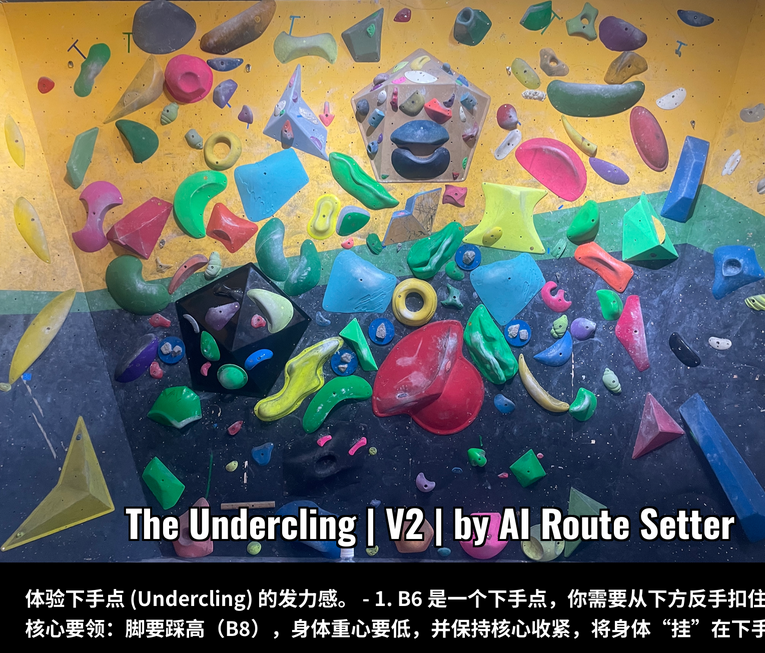 The Undercling | V2 | by AI Route Setter
体验下手点 (Undercling) 的发力感。 - 1. B6 是一个下手点，你需要从下方反手扣住
核心要领：脚要踩高（B8），身体重心要低，并保持核心收紧，将身体“挂”在下手